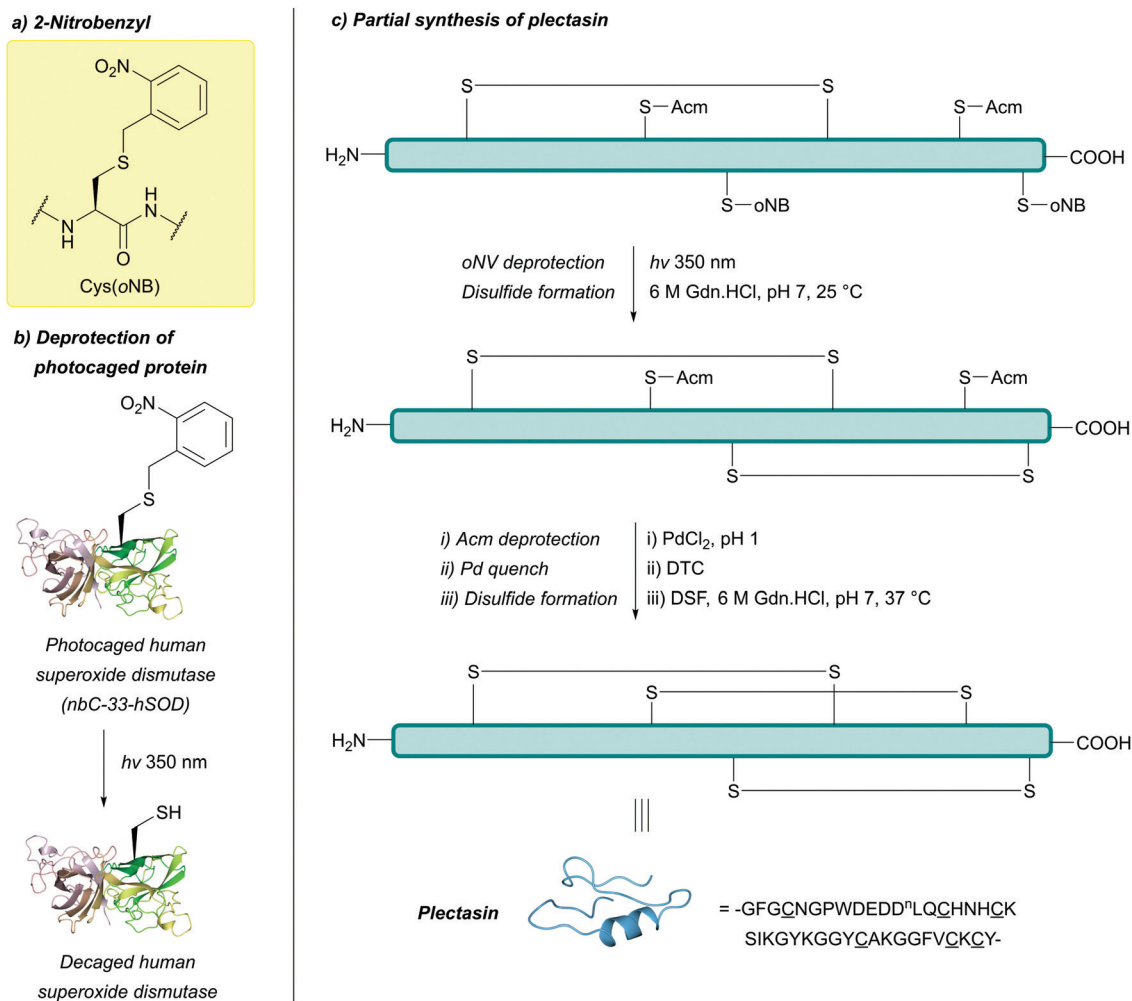 a) 2-Nitrobenzyl
O₂N
S
N
H
H
N
O
Cys(oNB)
b) Deprotection of
photocaged protein
O₂N
S
Photocaged human
superoxide dismutase
(nbC-33-hSOD)
hv 350 nm
SH
Decaged human
superoxide dismutase
c) Partial synthesis of plectasin
S S
S—Acm S—Acm
H₂N COOH
S—oNB S—oNB
oNV deprotection hv 350 nm
Disulfide formation 6 M Gdn.HCl, pH 7, 25 °C
S S
S—Acm S—Acm
H₂N COOH
S S
i) Acm deprotection i) PdCl₂, pH 1
ii) Pd quench ii) DTC
iii) Disulfide formation iii) DSF, 6 M Gdn.HCl, pH 7, 37 °C
S S
S S
H₂N COOH
S S
Plectasin = -GFGCNGPWDEDDⁿLQCHNHCK
SIKGYKGGYCAKGGFVCKCY-